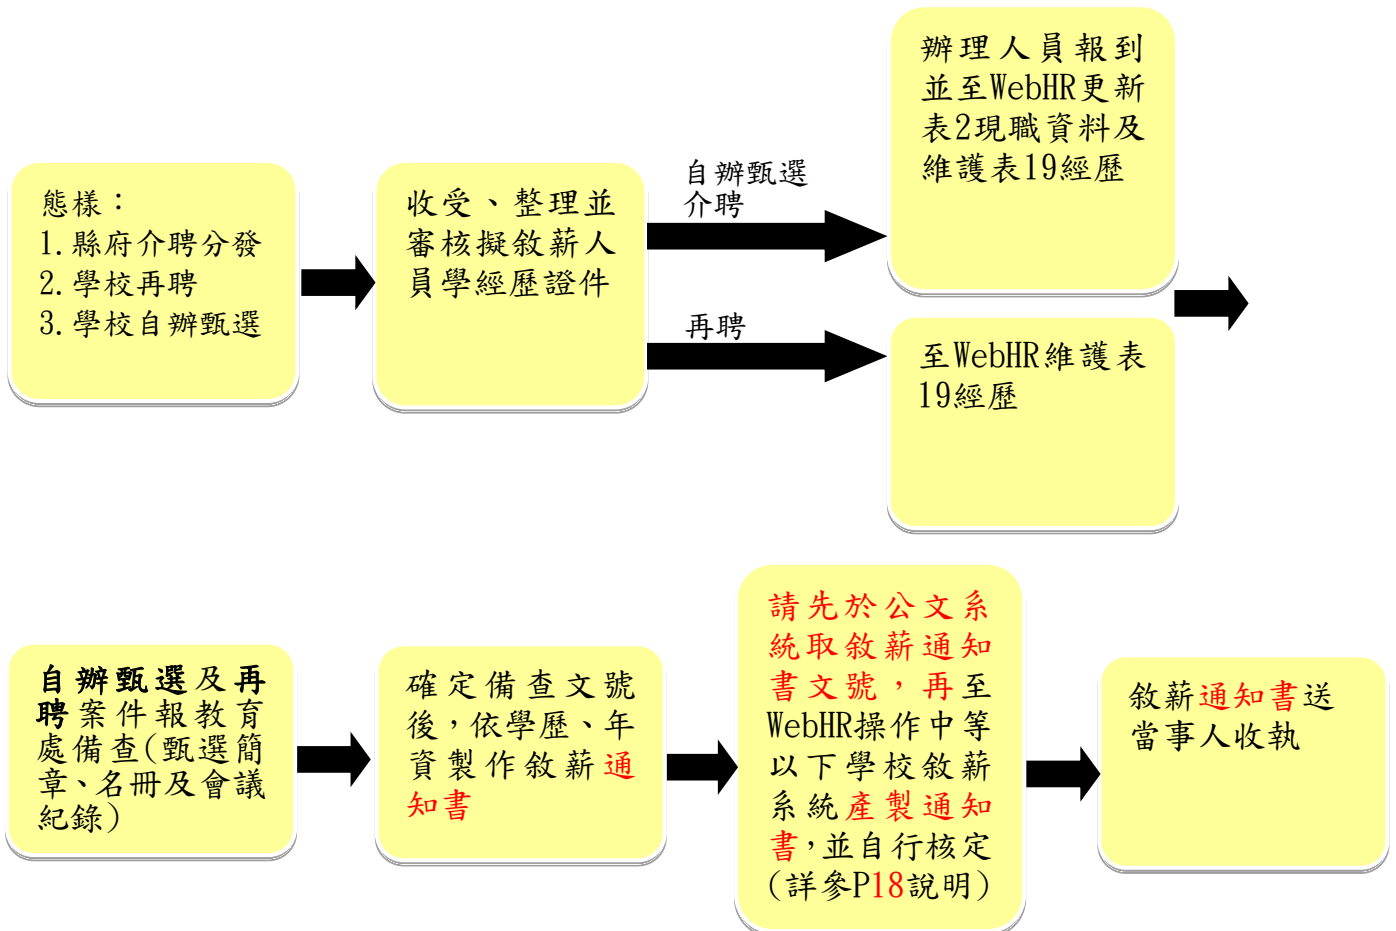 態樣：
1.縣府介聘分發
2.學校再聘
3.學校自辦甄選
收受、整理並
審核擬敘薪人
員學經歷證件
自辦甄選
介聘
再聘
辦理人員報到
並至WebHR更新
表2現職資料及
維護表19經歷
至WebHR維護表
19經歷
自辦甄選及再
聘案件報教育
處備查(甄選簡
章、名冊及會議
紀錄)
確定備查文號
後，依學歷、年
資製作敘薪通
知書
請先於公文系
統取敘薪通知
書文號，再至
WebHR操作中等
以下學校敘薪
系統產製通知
書，並自行核定
(詳參P18說明)
敘薪通知書送
當事人收執